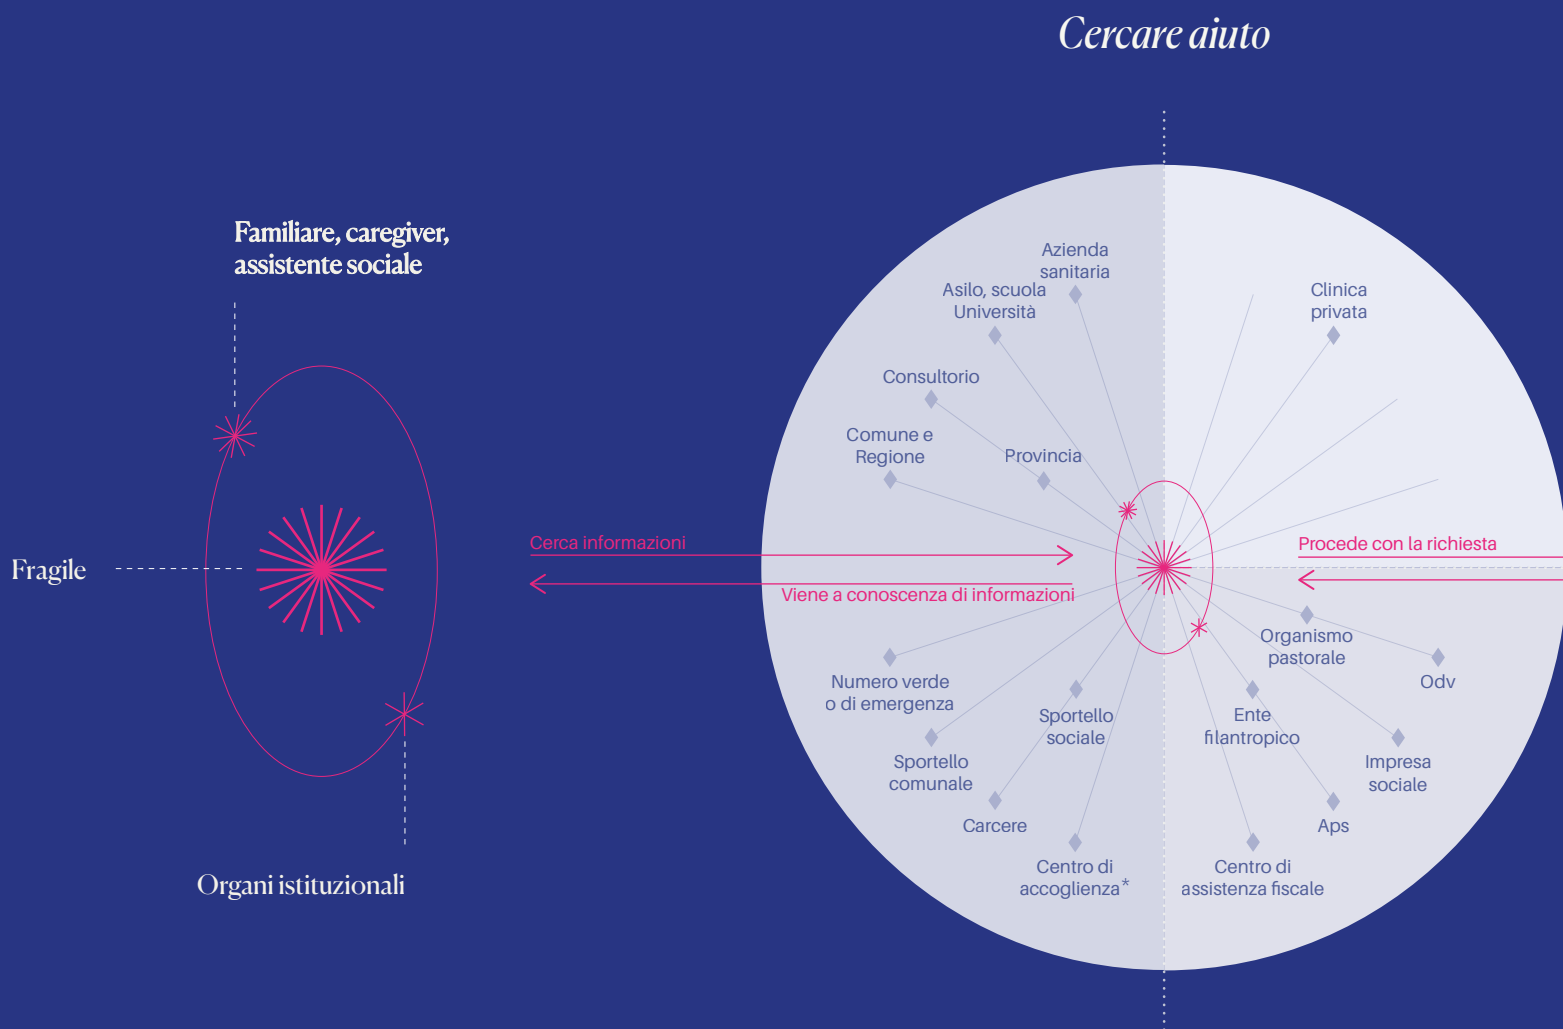 Cercare aiuto
Familiare, caregiver,
assistente sociale
Fragile
Organi istituzionali
Cerca informazioni
Viene a conoscenza di informazioni
Azienda
sanitaria
Asilo, scuola
Università
Consultorio
Comune e
Regione
Provincia
Clinica
privata
Procede con la richiesta
Numero verde
o di emergenza
Sportello
comunale
Sportello
sociale
Carcere
Centro di
accoglienza*
Organismo
pastorale
Odv
Ente
filantropico
Impresa
sociale
Aps
Centro di
assistenza fiscale